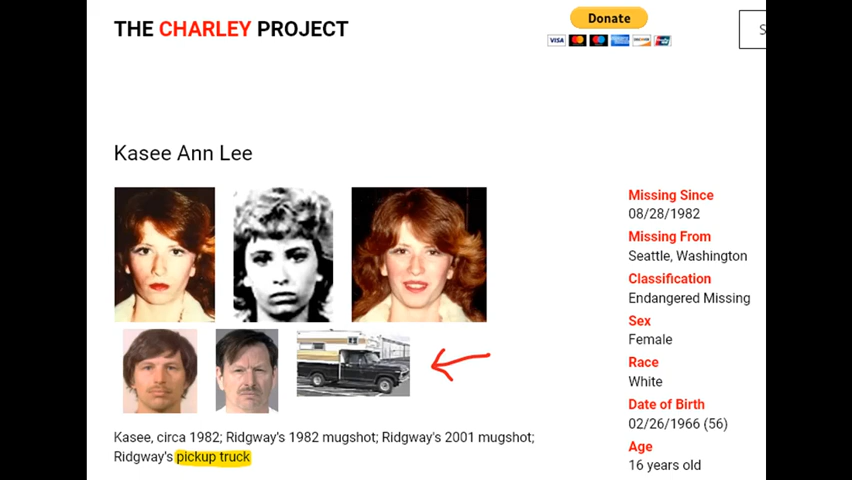 THE CHARLEY PROJECT
Donate
VISA
Kasee Ann Lee
Missing Since
08/28/1982
Missing From
Seattle, Washington
Classification
Endangered Missing
Sex
Female
Race
White
Date of Birth
02/26/1966 (56)
Age
16 years old
Kasee, circa 1982; Ridgway's 1982 mugshot; Ridgway's 2001 mugshot;
Ridgway's pickup truck